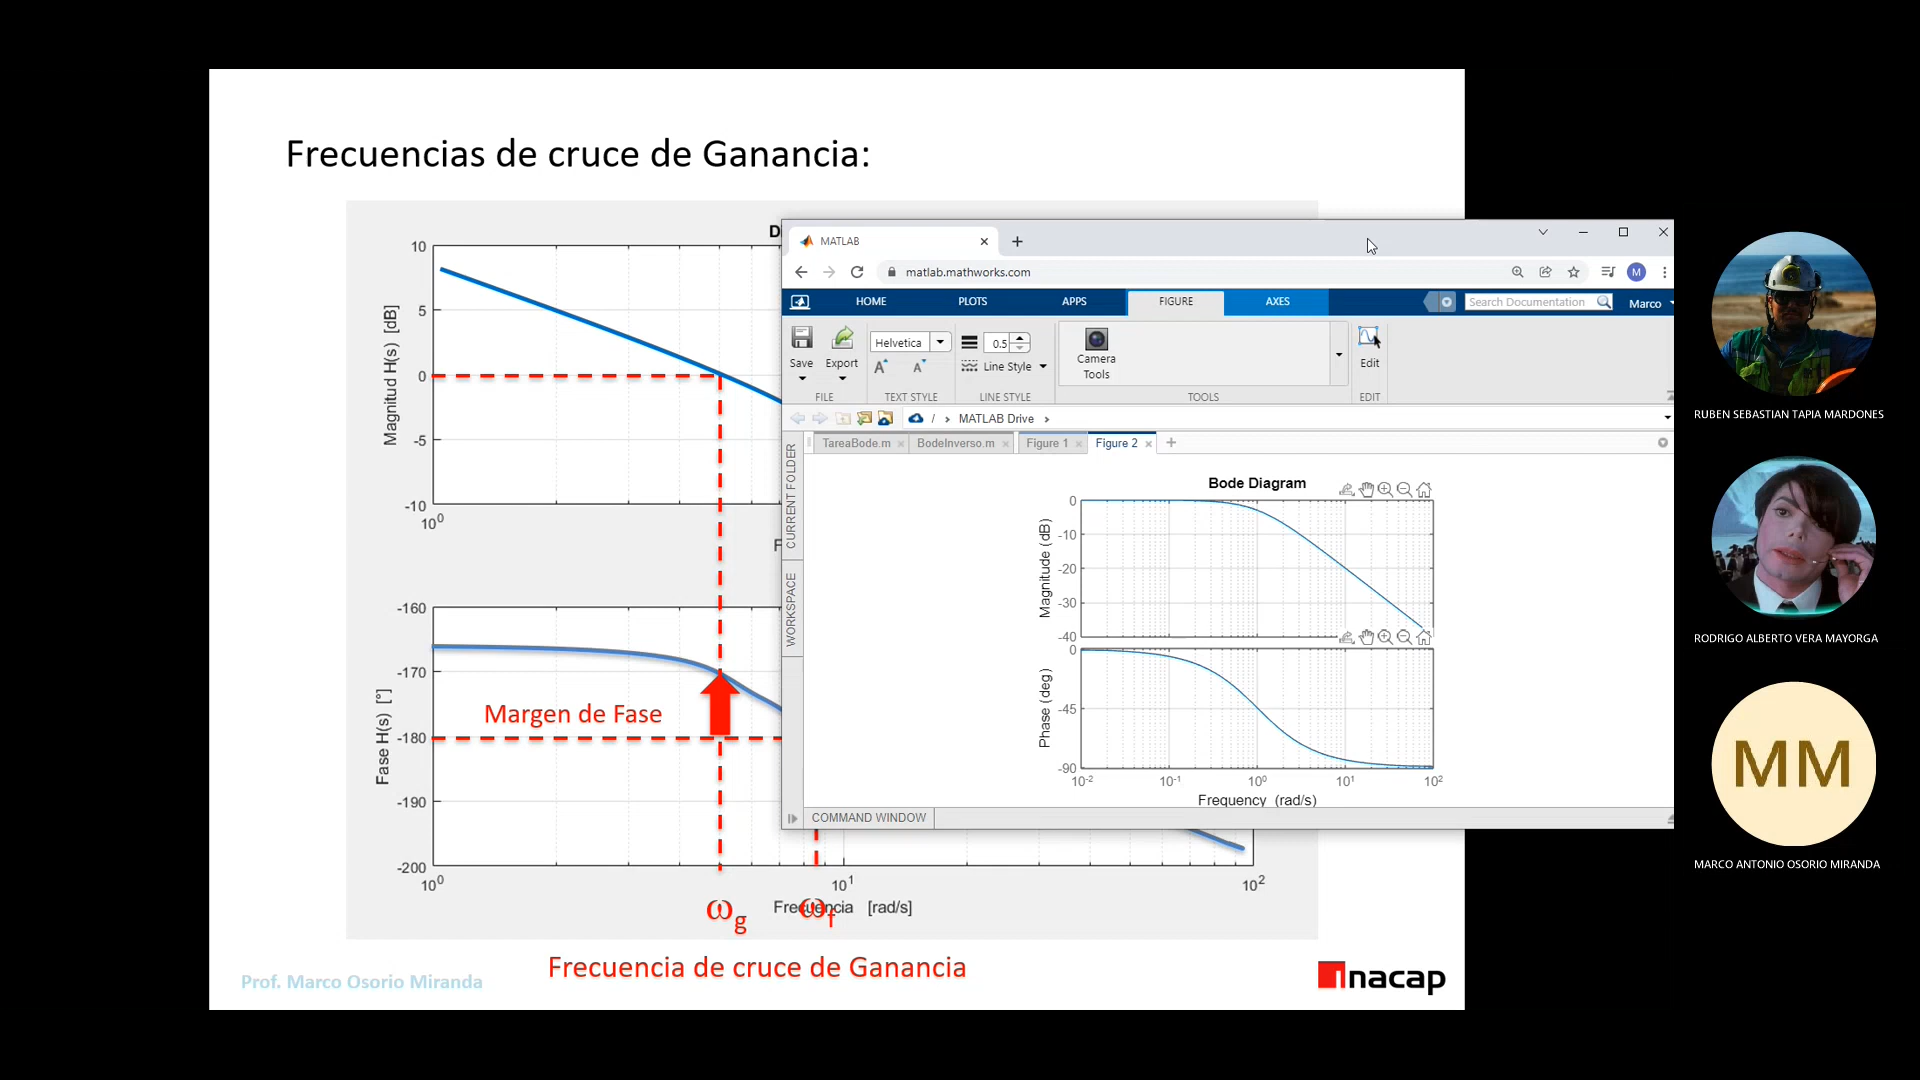 Frecuencias de cruce de Ganancia:
D
10
5
0
-5
-10
Magnitud H(s) [dB]
10^0
F
-160
-170
-180
-190
-200
Fase H(s) [°]
Margen de Fase
10^0
10^1
10^2
ωg
ωf
Frecuencia [rad/s]
Frecuencia de cruce de Ganancia
Prof. Marco Osorio Miranda
inacap
MATLAB
matlab.mathworks.com
M
HOME
PLOTS
APPS
FIGURE
AXES
Search Documentation
Marco
Save
Export
Helvetica
0.5
Line Style
Camera
Tools
Edit
A
A
FILE
TEXT STYLE
LINE STYLE
TOOLS
EDIT
/
MATLAB Drive
TareaBode.m
BodeInverso.m
Figure 1
Figure 2
CURRENT FOLDER
WORKSPACE
Bode Diagram
0
-10
-20
-30
-40
Magnitude (dB)
0
-45
-90
Phase (deg)
10^-2
10^-1
10^0
10^1
10^2
Frequency (rad/s)
COMMAND WINDOW
RUBEN SEBASTIAN TAPIA MARDONES
RODRIGO ALBERTO VERA MAYORGA
MM
MARCO ANTONIO OSORIO MIRANDA